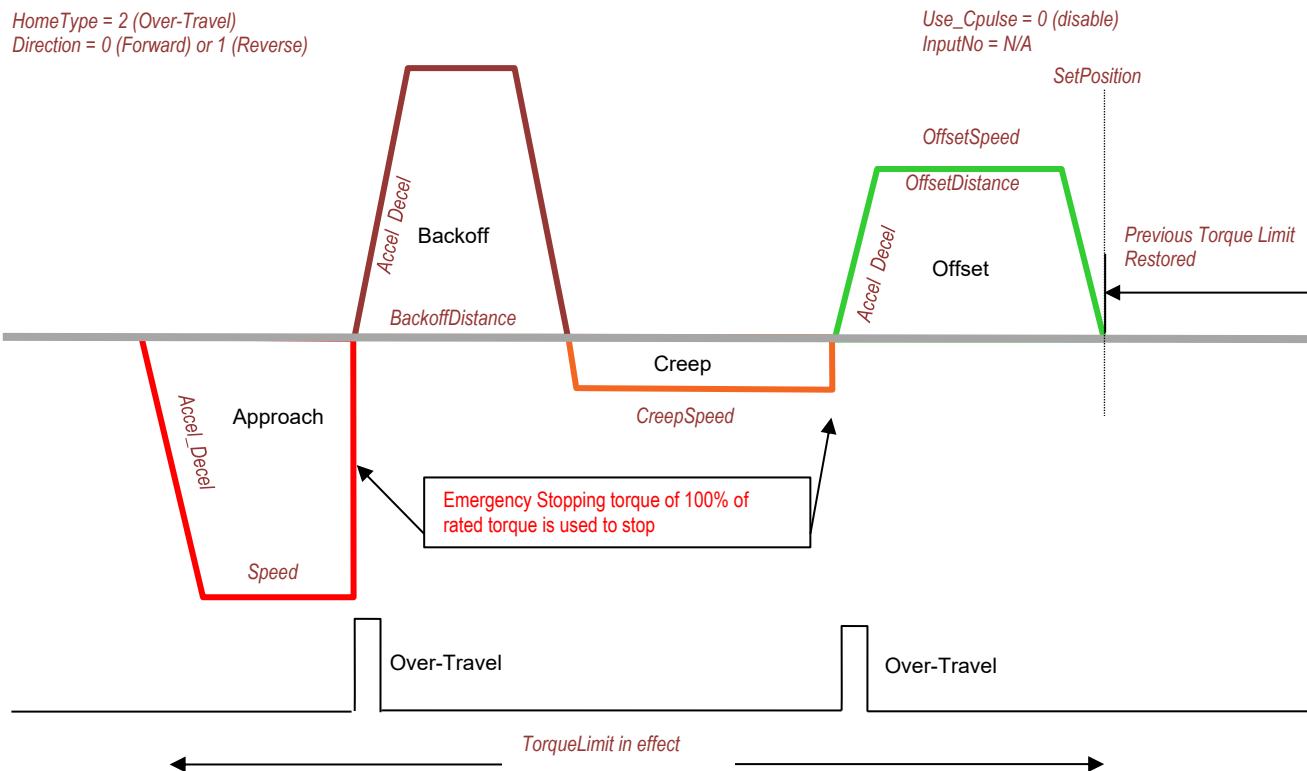 HomeType = 2 (Over-Travel)
Direction = 0 (Forward) or 1 (Reverse)
Use_Cpulse = 0 (disable)
InputNo = N/A
SetPosition
OffsetSpeed
OffsetDistance
Accel_Decel
Backoff
BackoffDistance
Accel_Decel
Offset
Previous Torque Limit
Restored
Accel_Decel
Approach
Speed
Creep
CreepSpeed
Emergency Stopping torque of 100% of
rated torque is used to stop
Over-Travel
Over-Travel
TorqueLimit in effect